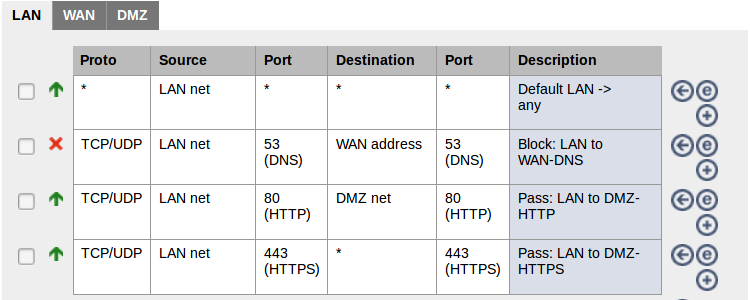 LAN WAN DMZ
Proto Source Port Destination Port Description
* LAN net * * * Default LAN ->
any
TCP/UDP LAN net 53 WAN address 53 Block: LAN to
(DNS) (DNS) WAN-DNS
TCP/UDP LAN net 80 DMZ net 80 Pass: LAN to DMZ-
(HTTP) (HTTP) HTTP
TCP/UDP LAN net 443 * 443 Pass: LAN to DMZ-
(HTTPS) (HTTPS) HTTPS